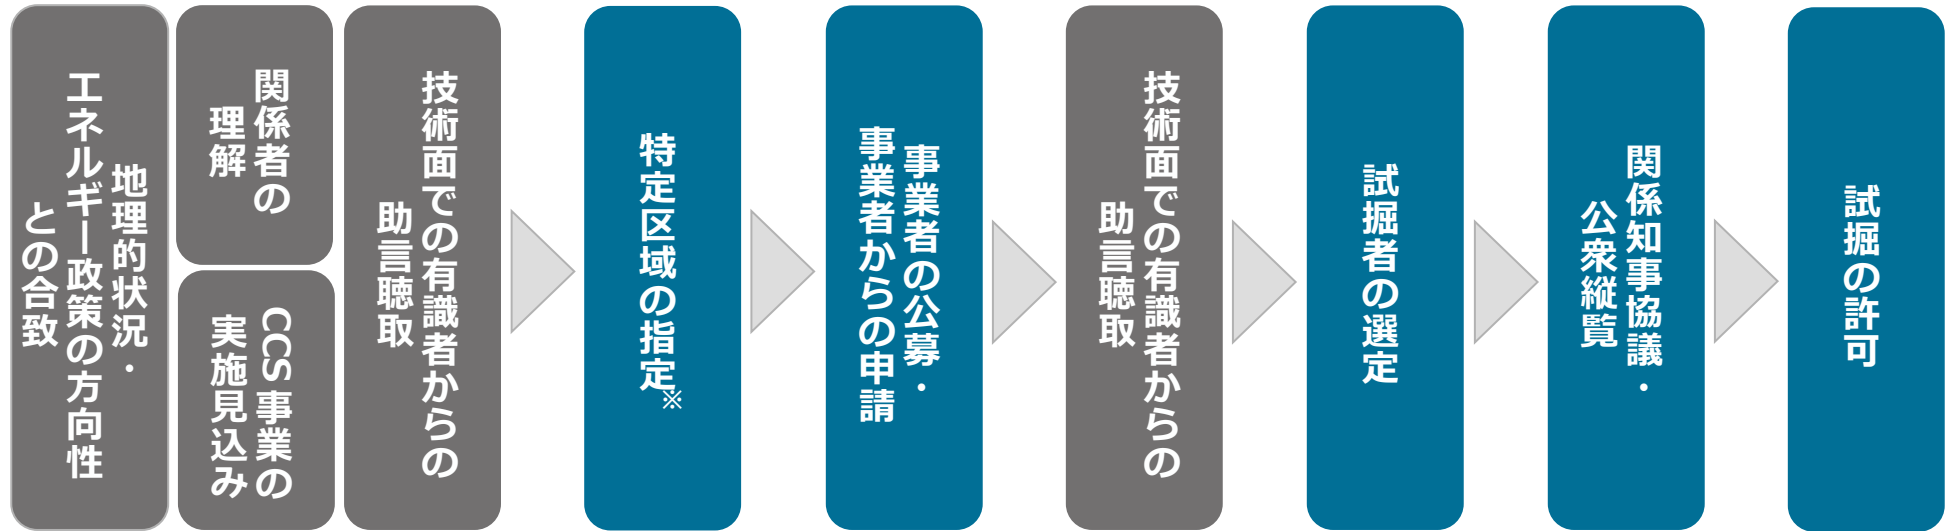 地理的状況・
エネルギー政策の方向性
との合致
関係者の
理解
CCS事業の
実施見込み
技術面での有識者からの
助言聴取
特定区域の指定※
事業者の公募・
事業者からの申請
技術面での有識者からの
助言聴取
試掘者の選定
関係知事協議・
公衆縦覧
試掘の許可